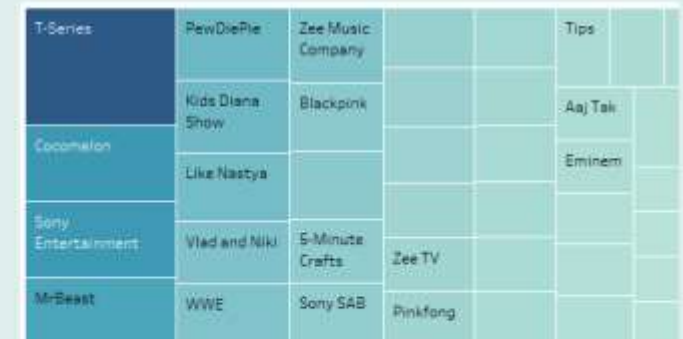 T-Series
Cocomelon
Sony
Entertainment
MrBeast
PewDiePie
Kids Diana
Show
Like Nastya
Vlad and Niki
WWE
Zee Music
Company
Blackpink
5-Minute
Crafts
Sony SAB
Zee TV
Pinkfong
Tips
Aaj Tak
Eminem